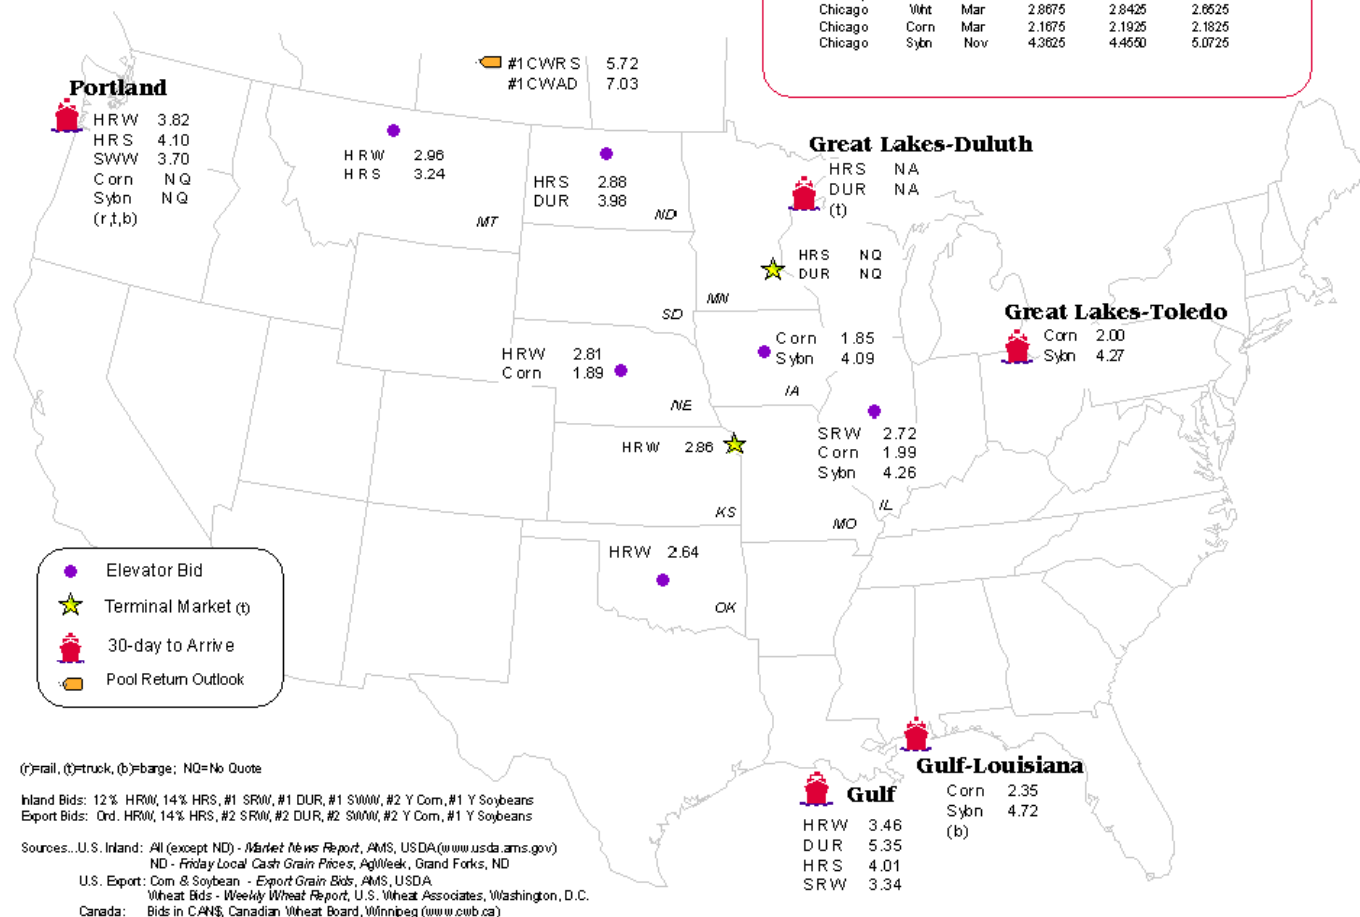 Chicago Wht Mar 2.8675 2.8425 2.6525
Chicago Corn Mar 2.1675 2.1925 2.1825
Chicago Sybn Nov 4.3625 4.4550 5.0725
#1CWRS 5.72
#1CWAD 7.03
Portland
HRW 3.82
HRS 4.10
SWW 3.70
Corn NQ
Sybn NQ
(r,t,b)
HRW 2.96
HRS 3.24
MT
HRS 2.88
DUR 3.98
ND
Great Lakes-Duluth
HRS NA
DUR NA
(t)
HRS NQ
DUR NQ
MN
SD
Great Lakes-Toledo
Corn 2.00
Sybn 4.27
Corn 1.85
Sybn 4.09
IA
HRW 2.81
Corn 1.89
NE
SRW 2.72
Corn 1.99
Sybn 4.26
IL
HRW 2.86
KS
MO
HRW 2.64
OK
Elevator Bid
Terminal Market (t)
30-day to Arrive
Pool Return Outlook
Gulf-Louisiana
Corn 2.35
Sybn 4.72
(b)
Gulf
HRW 3.46
DUR 5.35
HRS 4.01
SRW 3.34
(r)=rail, (t)=truck, (b)=barge; NQ=No Quote
Inland Bids: 12% HRW, 14% HRS, #1 SRW, #1 DUR, #1 SWW, #2 Y Corn, #1 Y Soybeans
Export Bids: Ord. HRW, 14% HRS, #2 SRW, #2 DUR, #2 SWW, #2 Y Corn, #1 Y Soybeans
Sources...U.S. Inland: All (except ND) - Market News Report, AMS, USDA (www.usda.ams.gov)
ND - Friday Local Cash Grain Prices, AgWeek, Grand Forks, ND
U.S. Export: Corn & Soybean - Export Grain Bids, AMS, USDA
Wheat Bids - Weekly Wheat Report, U.S. Wheat Associates, Washington, D.C.
Canada: Bids in CAN$, Canadian Wheat Board, Winnipeg (www.cwb.ca)